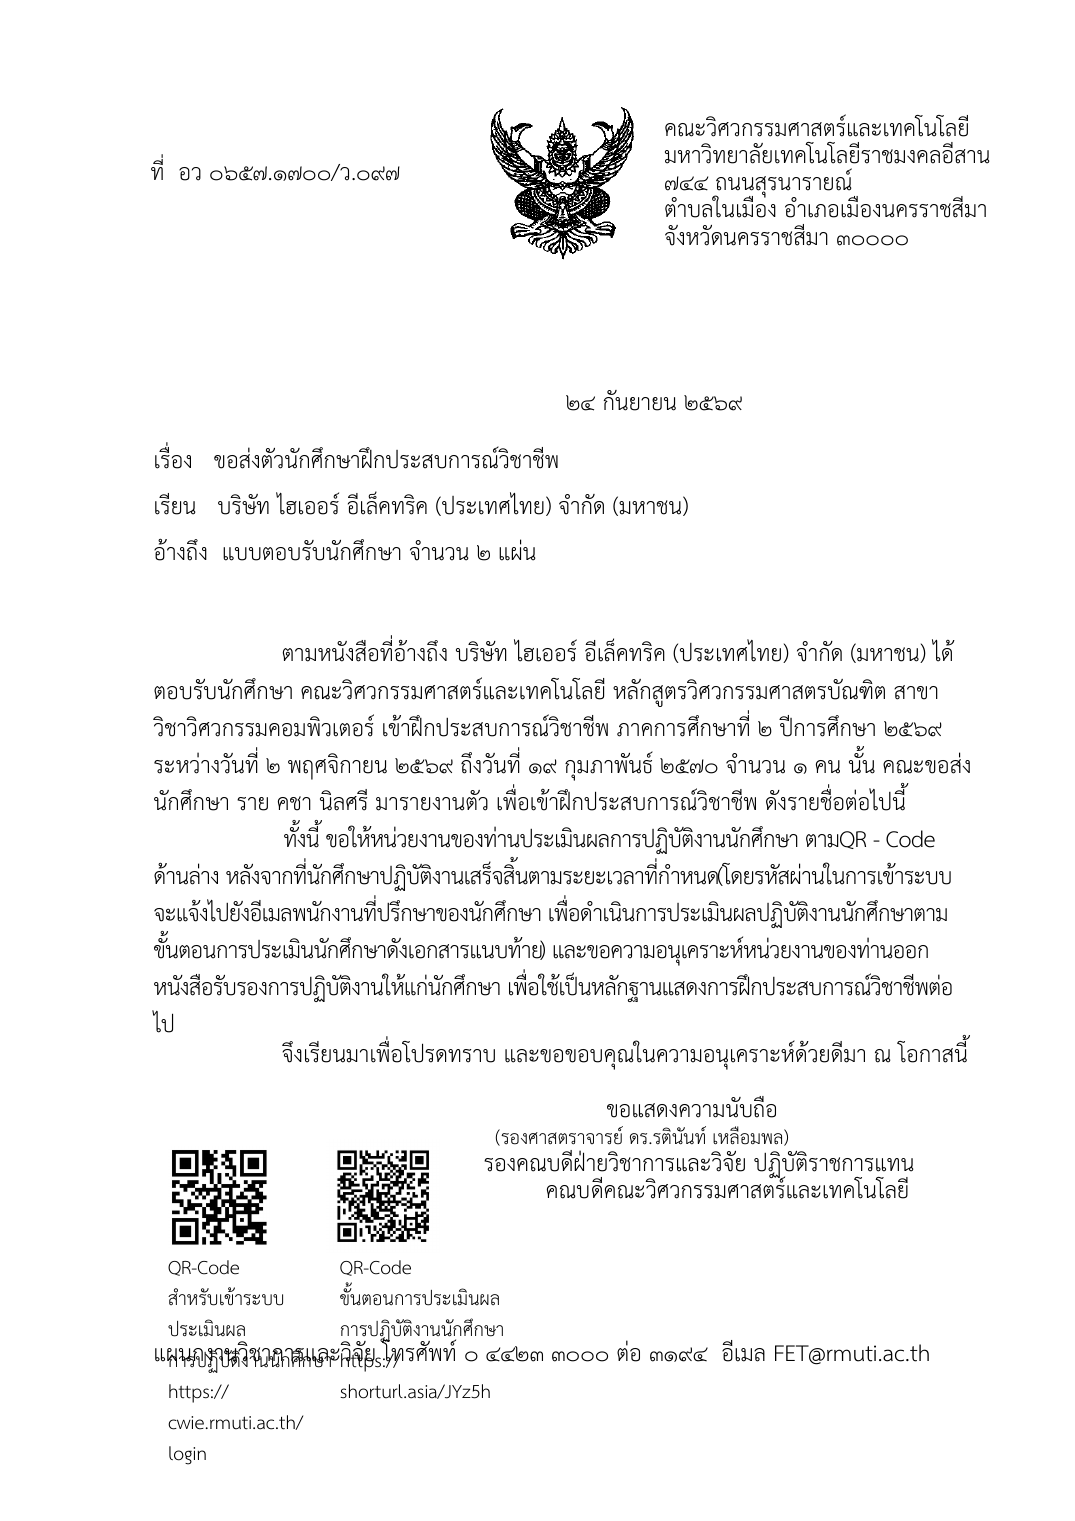 คณะวิศวกรรมศาสตร์และเทคโนโลยี
มหาวิทยาลัยเทคโนโลยีราชมงคลอีสาน
ที่ อว ๐๖๕๗.๑๗๐๐/ว.๐๙๗
๗๔๔ ถนนสุรนารายณ์
ตำบลในเมือง อำเภอเมืองนครราชสีมา
จังหวัดนครราชสีมา ๓๐๐๐๐
๒๔ กันยายน ๒๕๖๙
เรื่อง ขอส่งตัวนักศึกษาฝึกประสบการณ์วิชาชีพ
เรียน บริษัท ไฮเออร์ อีเล็คทริค (ประเทศไทย) จำกัด (มหาชน)
อ้างถึง แบบตอบรับนักศึกษา จำนวน ๒ แผ่น
ตามหนังสือที่อ้างถึง บริษัท ไฮเออร์ อีเล็คทริค (ประเทศไทย) จำกัด (มหาชน) ได้
ตอบรับนักศึกษา คณะวิศวกรรมศาสตร์และเทคโนโลยี หลักสูตรวิศวกรรมศาสตรบัณฑิต สาขา
วิชาวิศวกรรมคอมพิวเตอร์ เข้าฝึกประสบการณ์วิชาชีพ ภาคการศึกษาที่ ๒ ปีการศึกษา ๒๕๖๙
ระหว่างวันที่ ๒ พฤศจิกายน ๒๕๖๙ ถึงวันที่ ๑๙ กุมภาพันธ์ ๒๕๗๐ จำนวน ๑ คน นั้น คณะขอส่ง
นักศึกษา ราย คชา นิลศรี มารายงานตัว เพื่อเข้าฝึกประสบการณ์วิชาชีพ ดังรายชื่อต่อไปนี้
ทั้งนี้ ขอให้หน่วยงานของท่านประเมินผลการปฏิบัติงานนักศึกษา ตามQR - Code
ด้านล่าง หลังจากที่นักศึกษาปฏิบัติงานเสร็จสิ้นตามระยะเวลาที่กำหนด(โดยรหัสผ่านในการเข้าระบบ
จะแจ้งไปยังอีเมลพนักงานที่ปรึกษาของนักศึกษา เพื่อดำเนินการประเมินผลปฏิบัติงานนักศึกษาตาม
ขั้นตอนการประเมินนักศึกษาดังเอกสารแนบท้าย) และขอความอนุเคราะห์หน่วยงานของท่านออก
หนังสือรับรองการปฏิบัติงานให้แก่นักศึกษา เพื่อใช้เป็นหลักฐานแสดงการฝึกประสบการณ์วิชาชีพต่อ
ไป
จึงเรียนมาเพื่อโปรดทราบ และขอขอบคุณในความอนุเคราะห์ด้วยดีมา ณ โอกาสนี้
ขอแสดงความนับถือ
(รองศาสตราจารย์ ดร.รตินันท์ เหลือมพล)
รองคณบดีฝ่ายวิชาการและวิจัย ปฏิบัติราชการแทน
คณบดีคณะวิศวกรรมศาสตร์และเทคโนโลยี
QR-Code
สำหรับเข้าระบบ
ประเมินผล
การปฏิบัติงานนักศึกษา
https://
cwie.rmuti.ac.th/
login
QR-Code
ขั้นตอนการประเมินผล
การปฏิบัติงานนักศึกษา
https://
shorturl.asia/JYz5h
แผนกงานวิชาการและวิจัย โทรศัพท์ ๐ ๔๔๒๓ ๓๐๐๐ ต่อ ๓๑๙๔ อีเมล FET@rmuti.ac.th